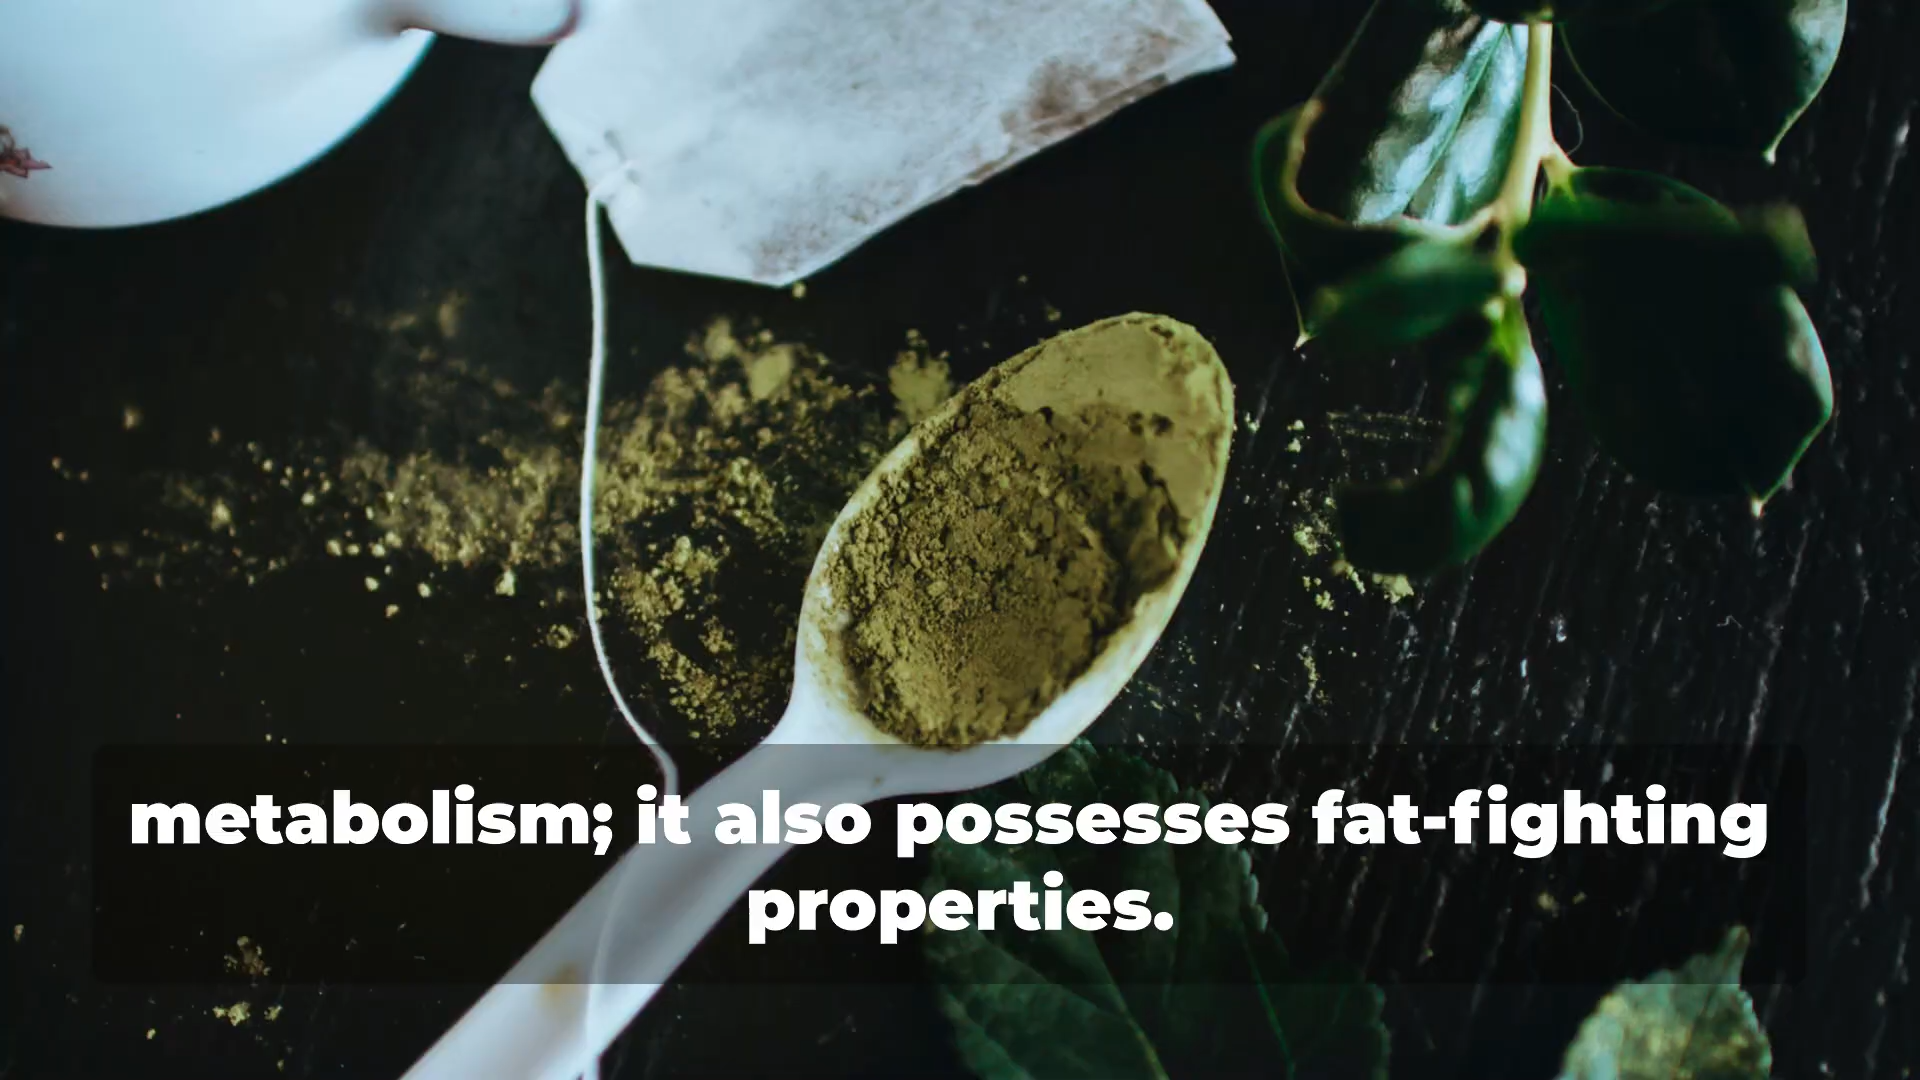 metabolism; it also possesses fat-fighting
properties.